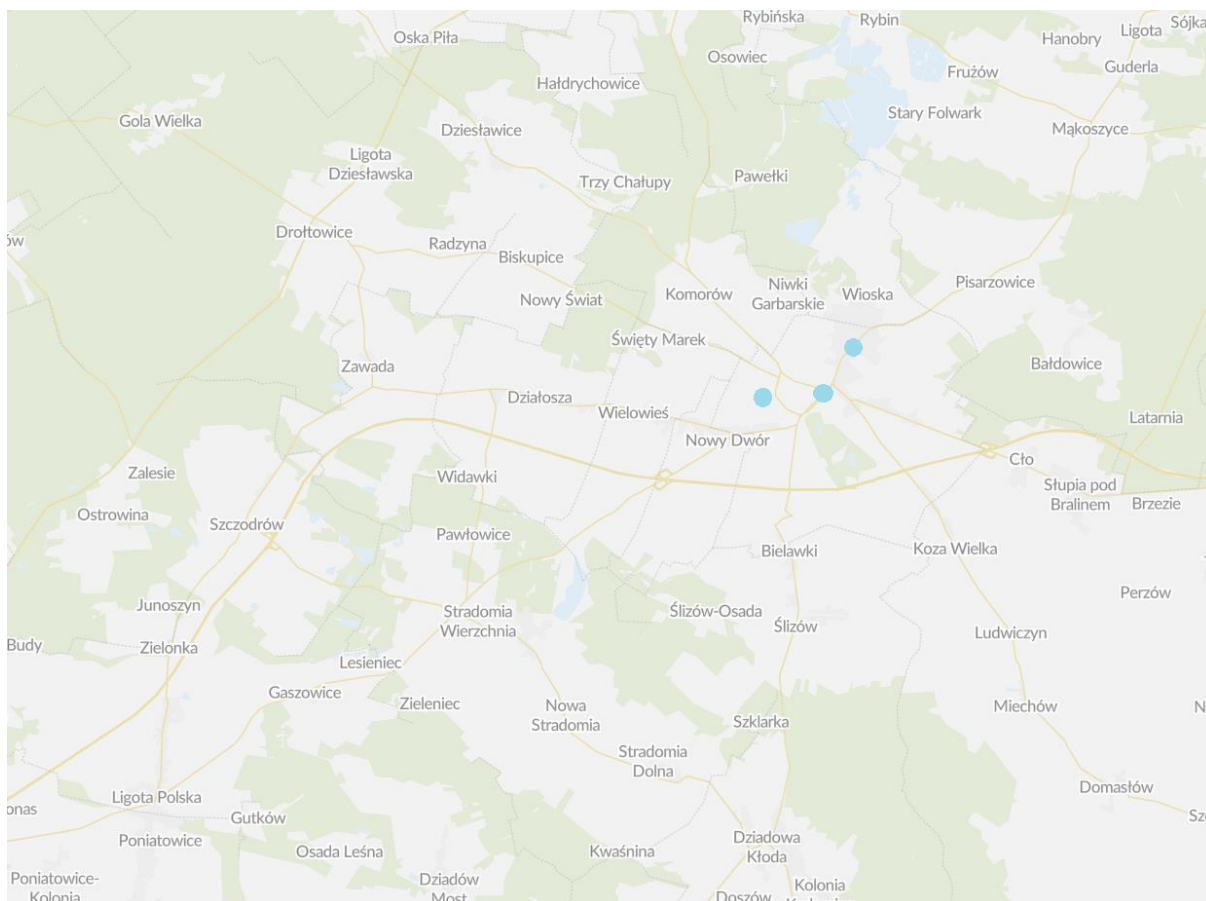 Rybińska
Rybin
Ligota
Sójka
Oska Piła
Hanobry
Osowiec
Guderla
Frużów
Hałdrychowice
Stary Folwark
Gola Wielka
Dziesławice
Mąkoszyce
Ligota
Dziesławska
Trzy Chałupy
Pawełki
Drołtowice
ów
Radzyna
Biskupice
Nowy Świat
Komorów
Niwki
Garbarskie
Wioska
Pisarzowice
Święty Marek
Zawada
Bałdowice
Działosza
Wielowieś
Latarnia
Nowy Dwór
Cło
Zalesie
Widawki
Słupia pod
Bralinem
Brzezie
Ostrowina
Szczodrów
Pawłowice
Bielawki
Koza Wielka
Perzów
Junoszyn
Stradomia
Wierzchnia
Ślizów-Osada
Ślizów
Ludwiczyn
Budy
Zielonka
Lesieniec
Gaszowice
Zieleniec
Nowa
Stradomia
Szklarka
Miechów
N
Stradomia
Dolna
Ligota Polska
Domasłów
onas
Gutków
Poniatowice
Osada Leśna
Kwaśnina
Dziadowa
Kłoda
Poniatowice-
Kolonia
Dziadów
Most
Doszów
Kolonia